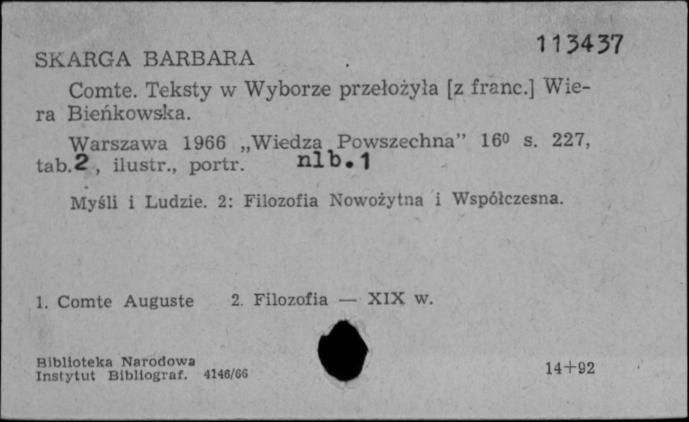 113437
SKARGA BARBARA
Comte. Teksty w Wyborze przełożyła [z franc.] Wie-
ra Bieńkowska.
Warszawa 1966 „Wiedza Powszechna” 16⁰ s. 227,
tab.2, ilustr., portr. nlb.1
Myśli i Ludzie. 2: Filozofia Nowożytna i Współczesna.
1. Comte Auguste 2. Filozofia — XIX w.
Biblioteka Narodowa
Instytut Bibliograf. 4146/66
14+92